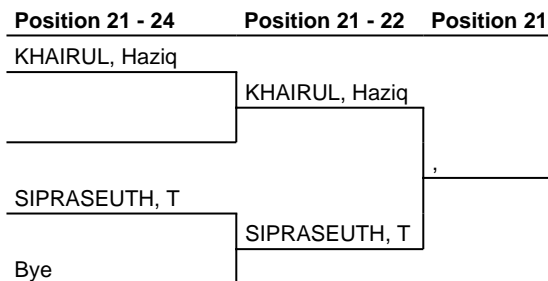 Position 21 - 24 Position 21 - 22 Position 21
KHAIRUL, Haziq
KHAIRUL, Haziq
,
SIPRASEUTH, T
SIPRASEUTH, T
Bye